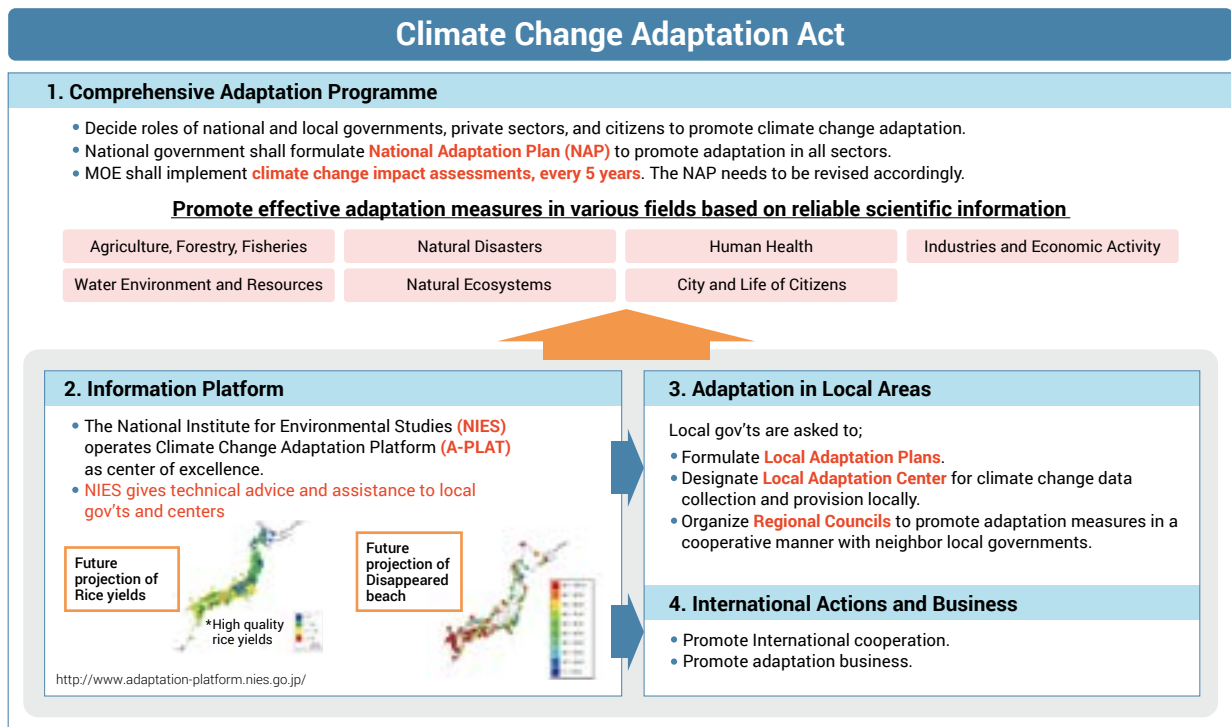 Climate Change Adaptation Act
1. Comprehensive Adaptation Programme
• Decide roles of national and local governments, private sectors, and citizens to promote climate change adaptation.
• National government shall formulate National Adaptation Plan (NAP) to promote adaptation in all sectors.
• MOE shall implement climate change impact assessments, every 5 years. The NAP needs to be revised accordingly.
Promote effective adaptation measures in various fields based on reliable scientific information
Agriculture, Forestry, Fisheries
Natural Disasters
Human Health
Industries and Economic Activity
Water Environment and Resources
Natural Ecosystems
City and Life of Citizens
2. Information Platform
• The National Institute for Environmental Studies (NIES)
operates Climate Change Adaptation Platform (A-PLAT)
as center of excellence.
• NIES gives technical advice and assistance to local
gov'ts and centers
Future
projection of
Rice yields
*High quality
rice yields
Future
projection of
Disappeared
beach
http://www.adaptation-platform.nies.go.jp/
3. Adaptation in Local Areas
Local gov'ts are asked to;
• Formulate Local Adaptation Plans.
• Designate Local Adaptation Center for climate change data
collection and provision locally.
• Organize Regional Councils to promote adaptation measures in a
cooperative manner with neighbor local governments.
4. International Actions and Business
• Promote International cooperation.
• Promote adaptation business.